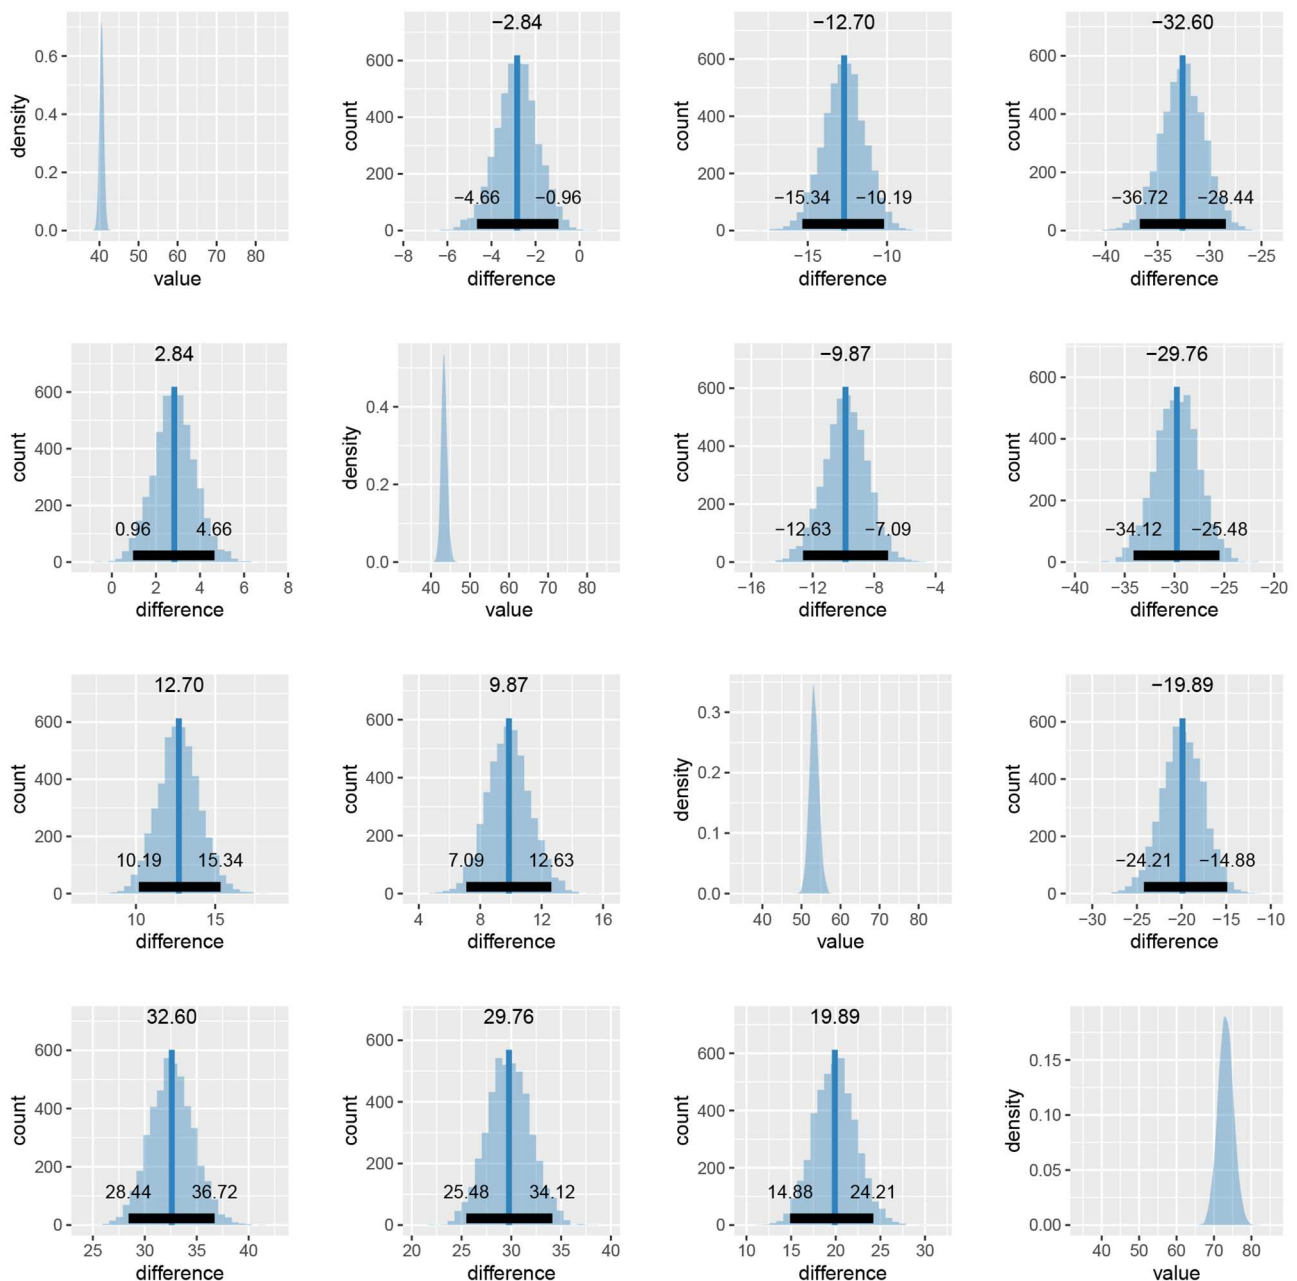 −2.84 −12.70 −32.60
0.6 600 600 600
density count count count
0.4 400 400 400
0.2 200 200 200
−4.66 −0.96 −15.34 −10.19 −36.72 −28.44
0.0 0 0 0
40 50 60 70 80 −8 −6 −4 −2 0 −15 −10 −40 −35 −30 −25
value difference difference difference
2.84 −9.87 −29.76
600 0.4 600 600
count density count count
400 400 400
200 0.2 200 200
0.96 4.66 −12.63 −7.09 −34.12 −25.48
0 0.0 0 0
0 2 4 6 8 40 50 60 70 80 −16 −12 −8 −4 −40 −35 −30 −25 −20
difference value difference difference
12.70 9.87 −19.89
600 600 0.3 600
count count density count
400 400 0.2 400
200 200 0.1 200
10.19 15.34 7.09 12.63 −24.21 −14.88
0 0 0.0 0
10 15 4 8 12 16 40 50 60 70 80 −30 −25 −20 −15 −10
difference difference value difference
32.60 29.76 19.89
600 600 600 0.15
count count count density
400 400 400 0.10
200 200 200 0.05
28.44 36.72 25.48 34.12 14.88 24.21
0 0 0 0.00
25 30 35 40 20 25 30 35 40 10 15 20 25 30 40 50 60 70 80
difference difference difference value